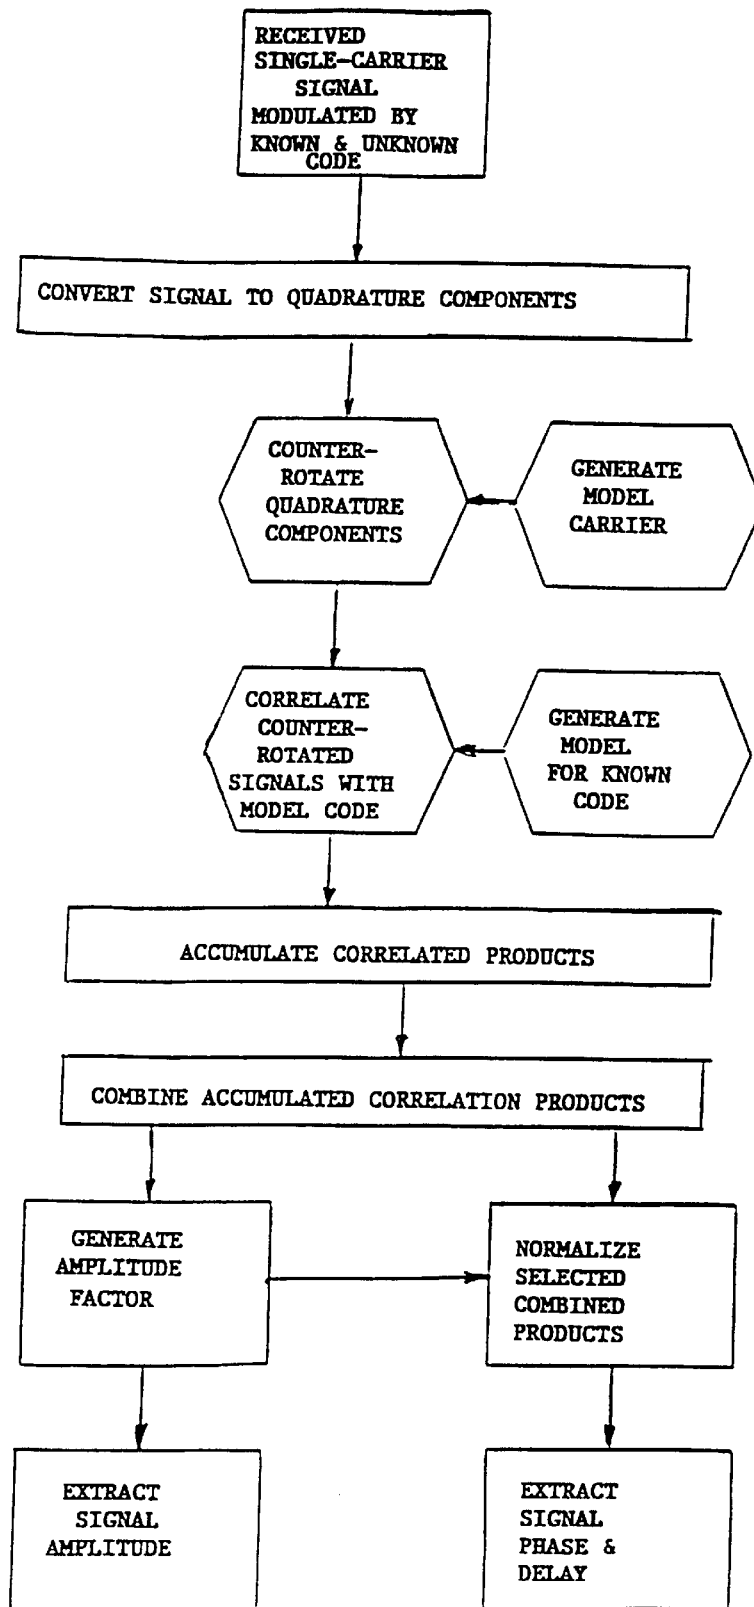 RECEIVED
SINGLE-CARRIER
SIGNAL
MODULATED BY
KNOWN & UNKNOWN
CODE
CONVERT SIGNAL TO QUADRATURE COMPONENTS
COUNTER-
ROTATE
QUADRATURE
COMPONENTS
GENERATE
MODEL
CARRIER
CORRELATE
COUNTER-
ROTATED
SIGNALS WITH
MODEL CODE
GENERATE
MODEL
FOR KNOWN
CODE
ACCUMULATE CORRELATED PRODUCTS
COMBINE ACCUMULATED CORRELATION PRODUCTS
GENERATE
AMPLITUDE
FACTOR
NORMALIZE
SELECTED
COMBINED
PRODUCTS
EXTRACT
SIGNAL
AMPLITUDE
EXTRACT
SIGNAL
PHASE &
DELAY